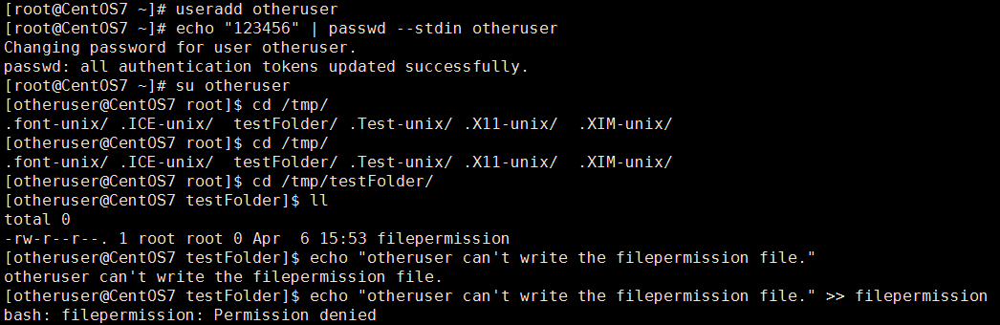 [root@CentOS7 ~]# useradd otheruser
[root@CentOS7 ~]# echo "123456" | passwd --stdin otheruser
Changing password for user otheruser.
passwd: all authentication tokens updated successfully.
[root@CentOS7 ~]# su otheruser
[otheruser@CentOS7 root]$ cd /tmp/
.font-unix/ .ICE-unix/  testFolder/ .Test-unix/ .X11-unix/  .XIM-unix/
[otheruser@CentOS7 root]$ cd /tmp/
.font-unix/ .ICE-unix/  testFolder/ .Test-unix/ .X11-unix/  .XIM-unix/
[otheruser@CentOS7 root]$ cd /tmp/testFolder/
[otheruser@CentOS7 testFolder]$ ll
total 0
-rw-r--r--. 1 root root 0 Apr  6 15:53 filepermission
[otheruser@CentOS7 testFolder]$ echo "otheruser can't write the filepermission file."
otheruser can't write the filepermission file.
[otheruser@CentOS7 testFolder]$ echo "otheruser can't write the filepermission file." >> filepermission
bash: filepermission: Permission denied